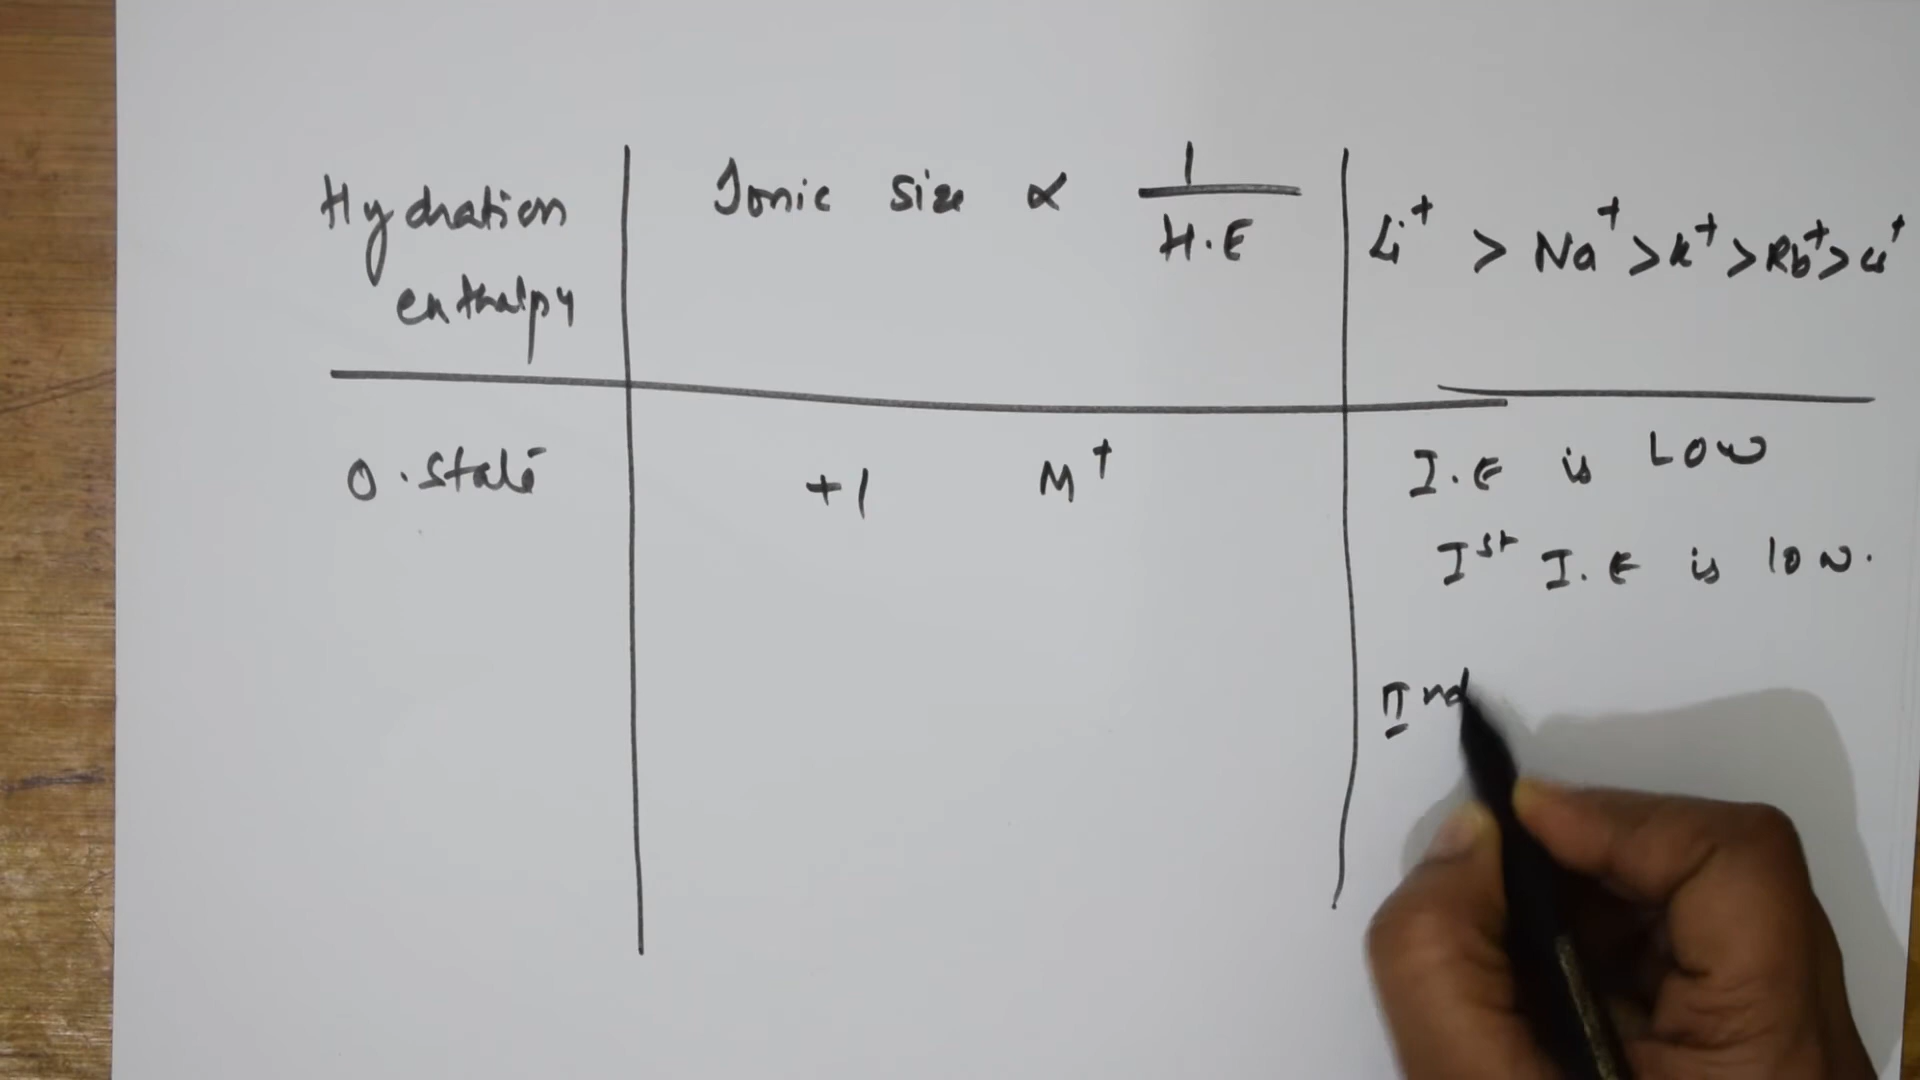 Hydration
enthalpy
Ionic size ∝ 1/H.E
Li⁺ > Na⁺ > K⁺ > Rb⁺ > Cs⁺
O.State
+1 M⁺
I.E is Low
Ist I.E is low.
IInd